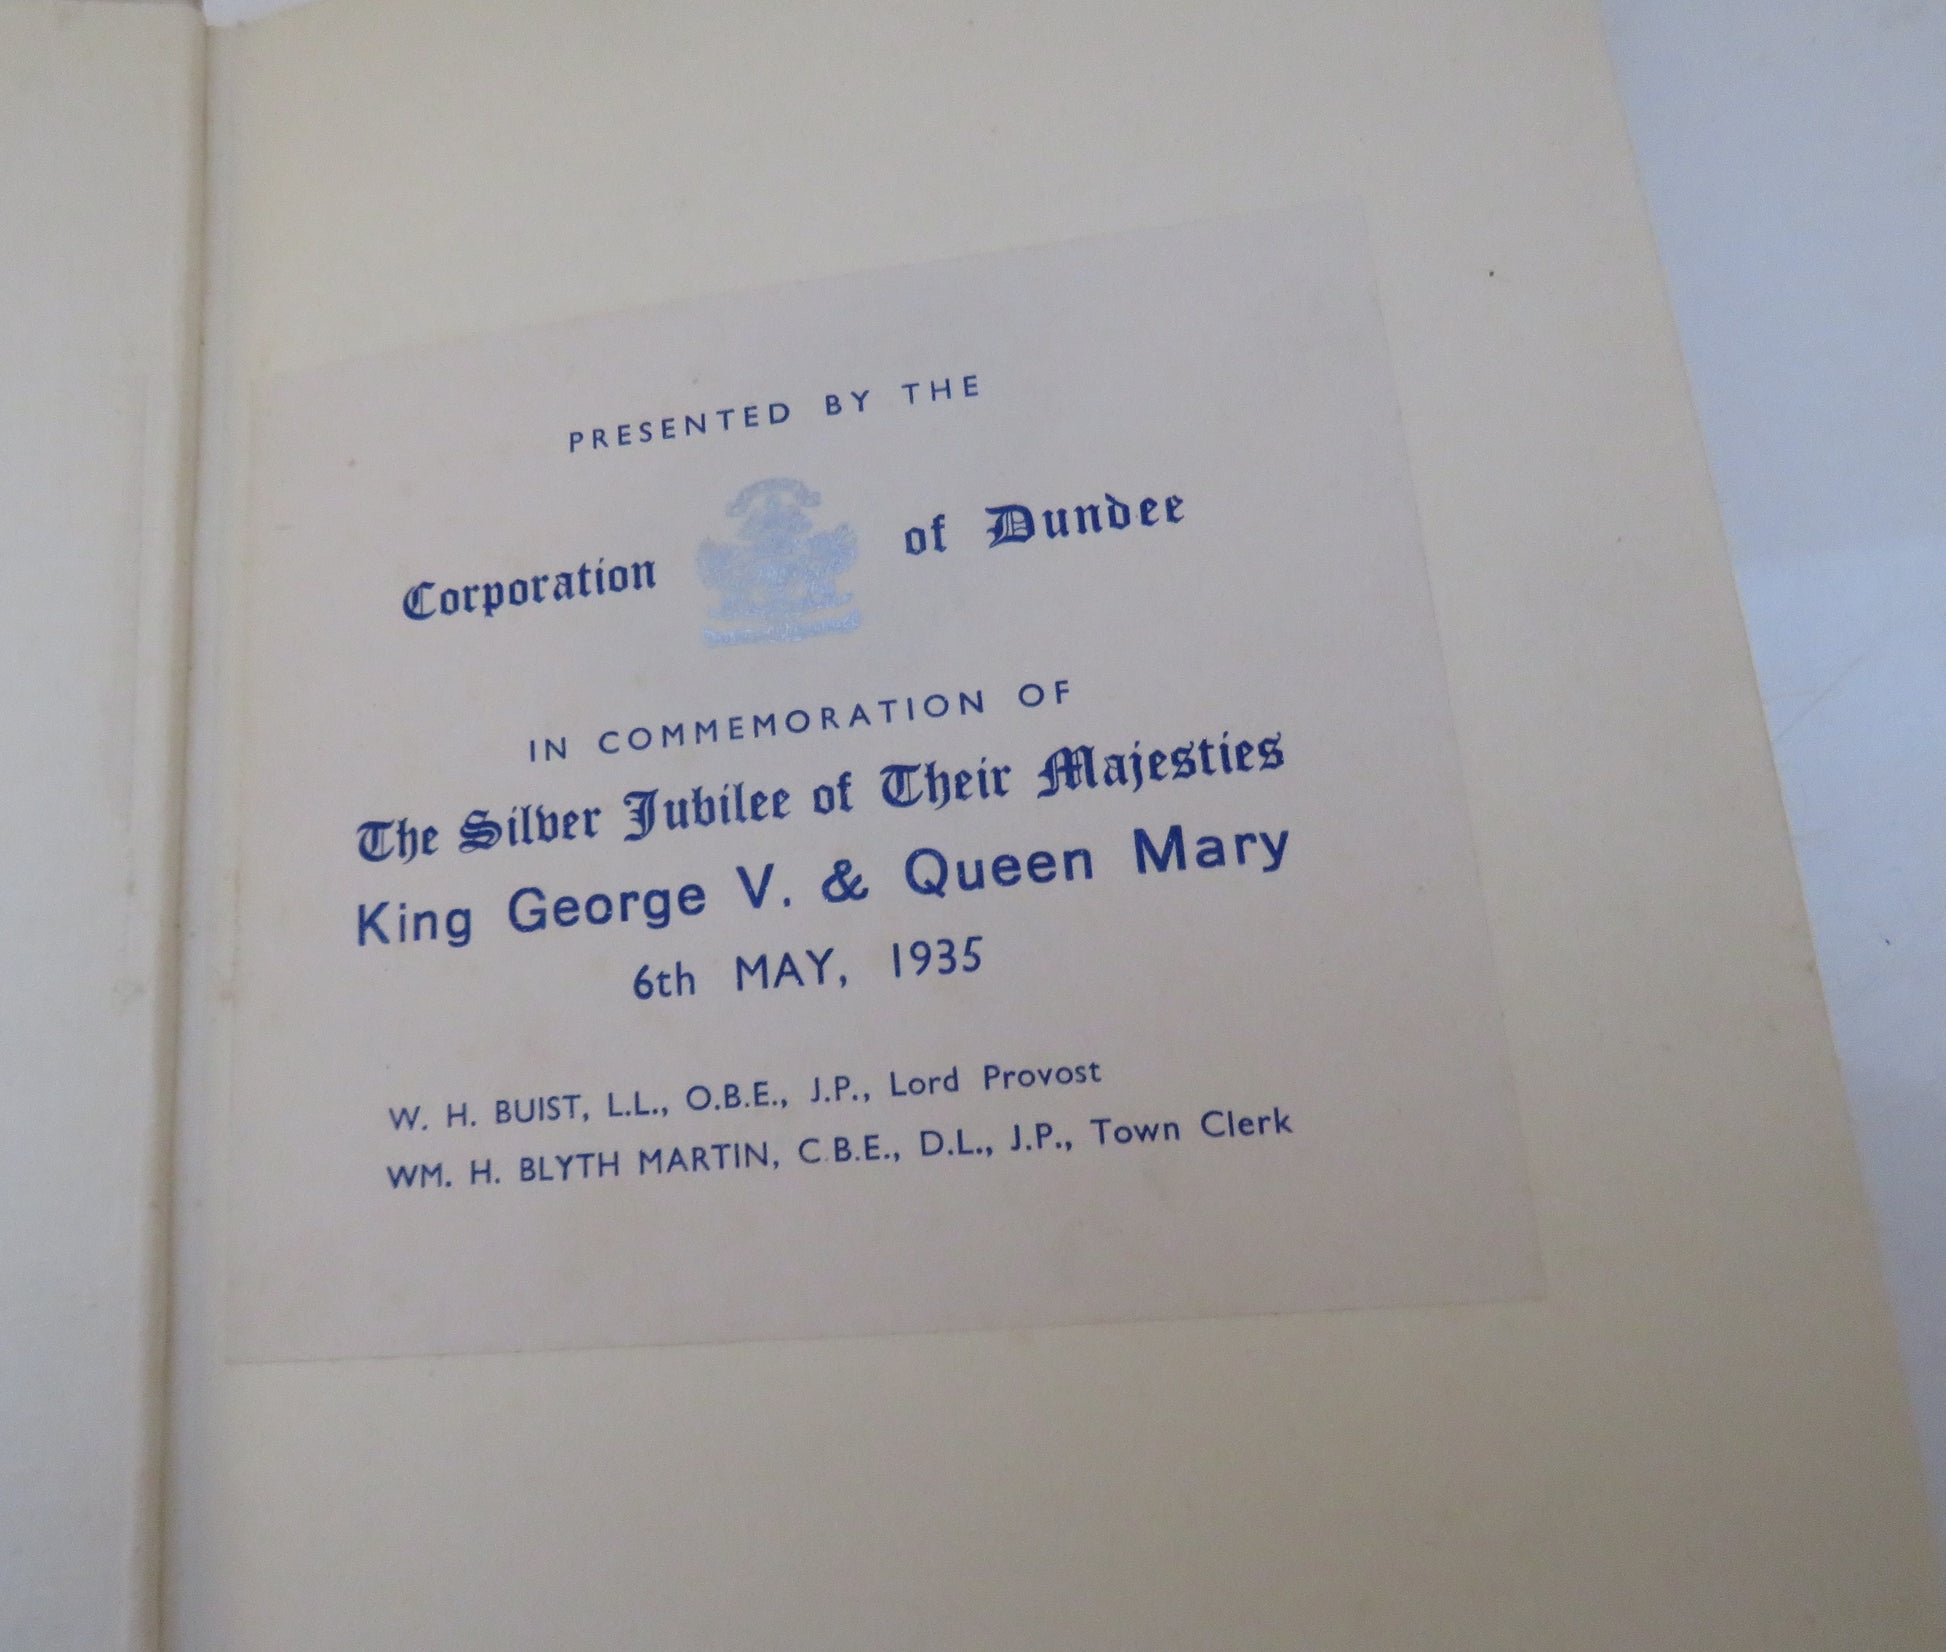 PRESENTED BY THE
Corporation of Dundee
IN COMMEMORATION OF
The Silver Jubilee of Their Majesties
King George V. & Queen Mary
6th MAY, 1935
W. H. BUIST, L.L., O.B.E., J.P., Lord Provost
WM. H. BLYTH MARTIN, C.B.E., D.L., J.P., Town Clerk